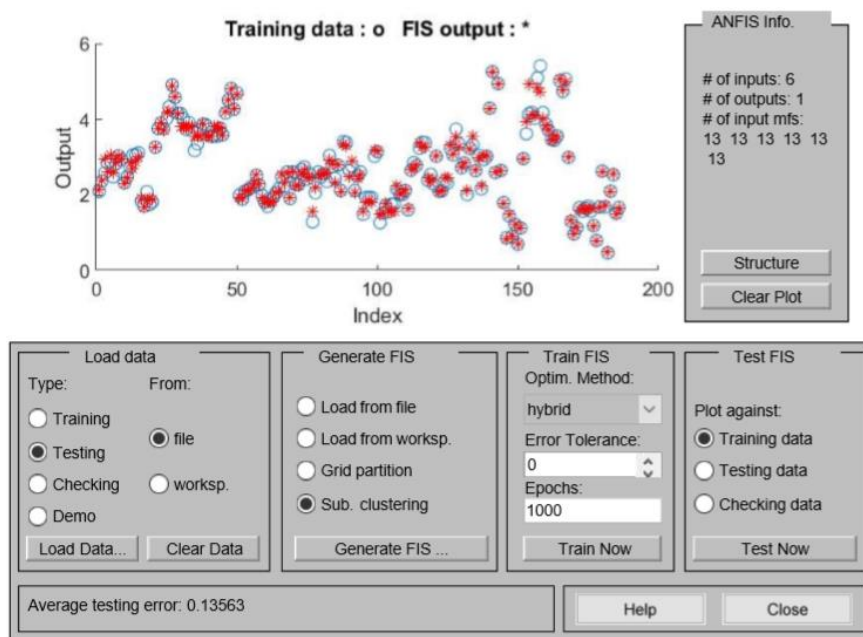 Training data : o   FIS output : *
Output
6
4
2
0
0
50
100
150
200
Index
ANFIS Info.
# of inputs: 6
# of outputs: 1
# of input mfs:
13 13 13 13 13
13
Structure
Clear Plot
Load data
Type:
From:
Training
Testing
Checking
Demo
file
worksp.
Load Data...
Clear Data
Generate FIS
Load from file
Load from worksp.
Grid partition
Sub. clustering
Generate FIS ...
Train FIS
Optim. Method:
hybrid
Error Tolerance:
0
Epochs:
1000
Train Now
Test FIS
Plot against:
Training data
Testing data
Checking data
Test Now
Average testing error: 0.13563
Help
Close